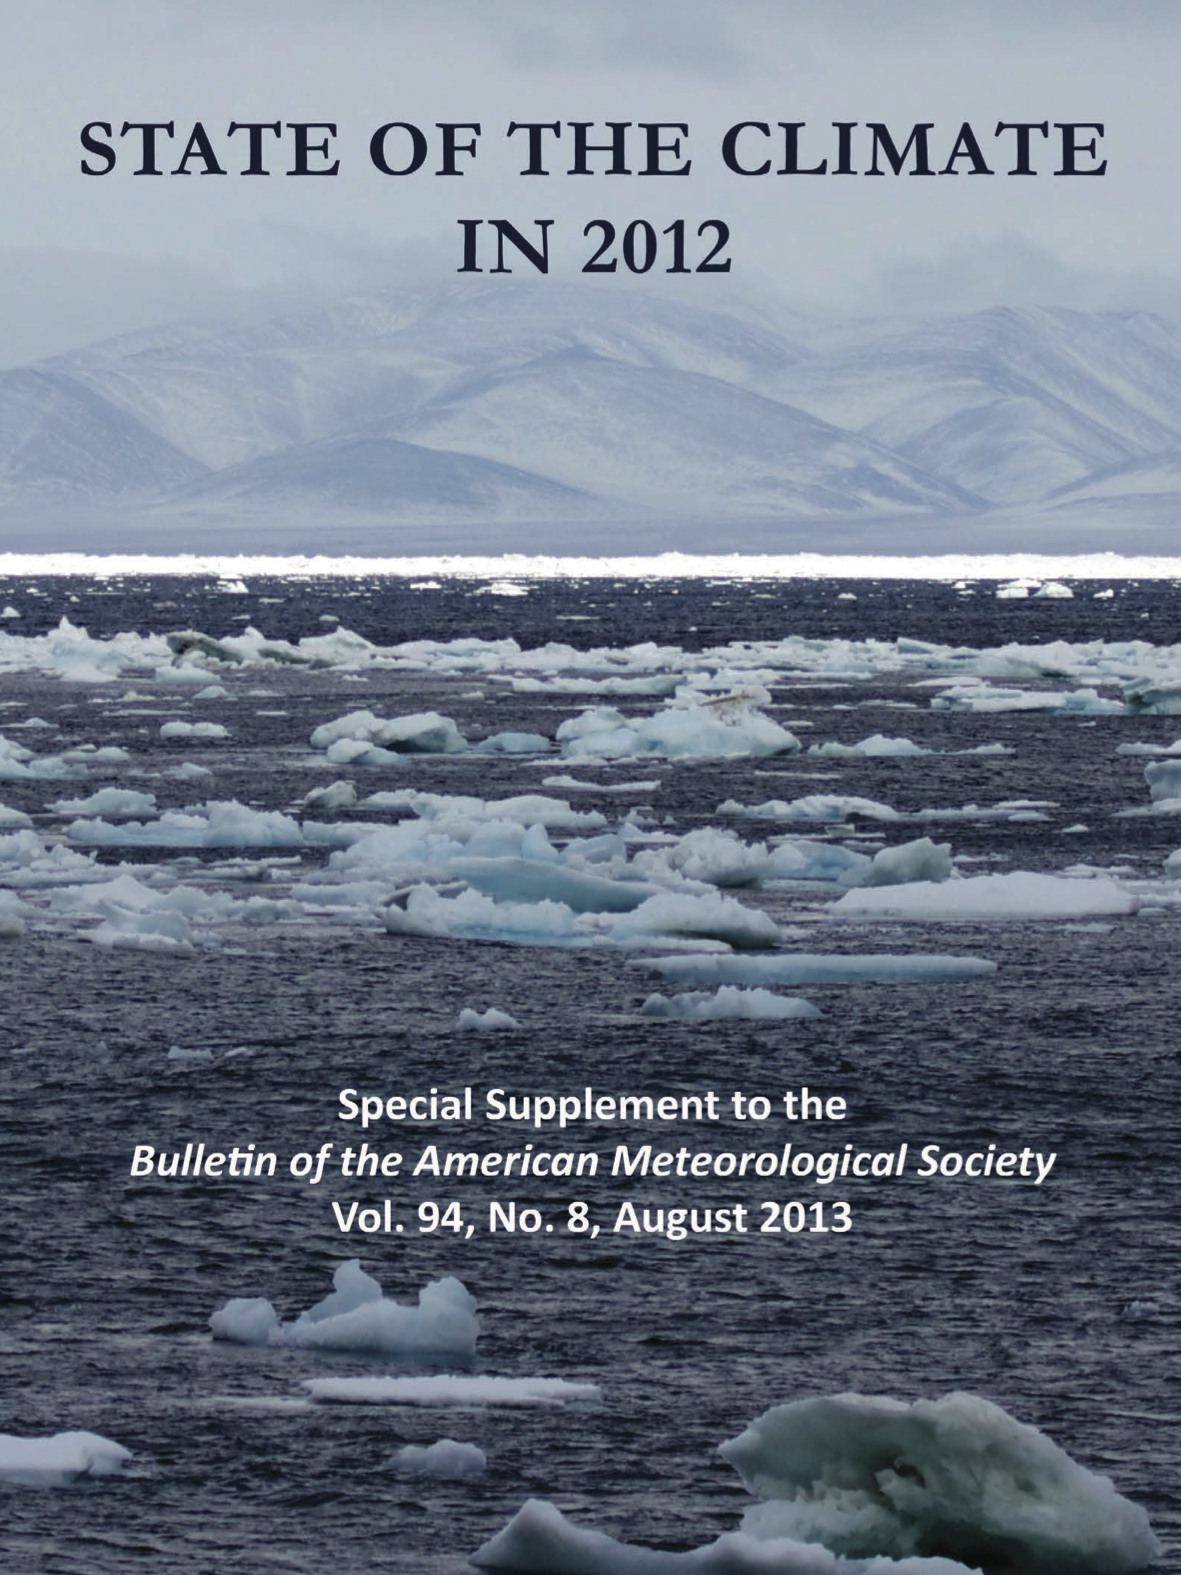 STATE OF THE CLIMATE
IN 2012
Special Supplement to the
Bulletin of the American Meteorological Society
Vol. 94, No. 8, August 2013